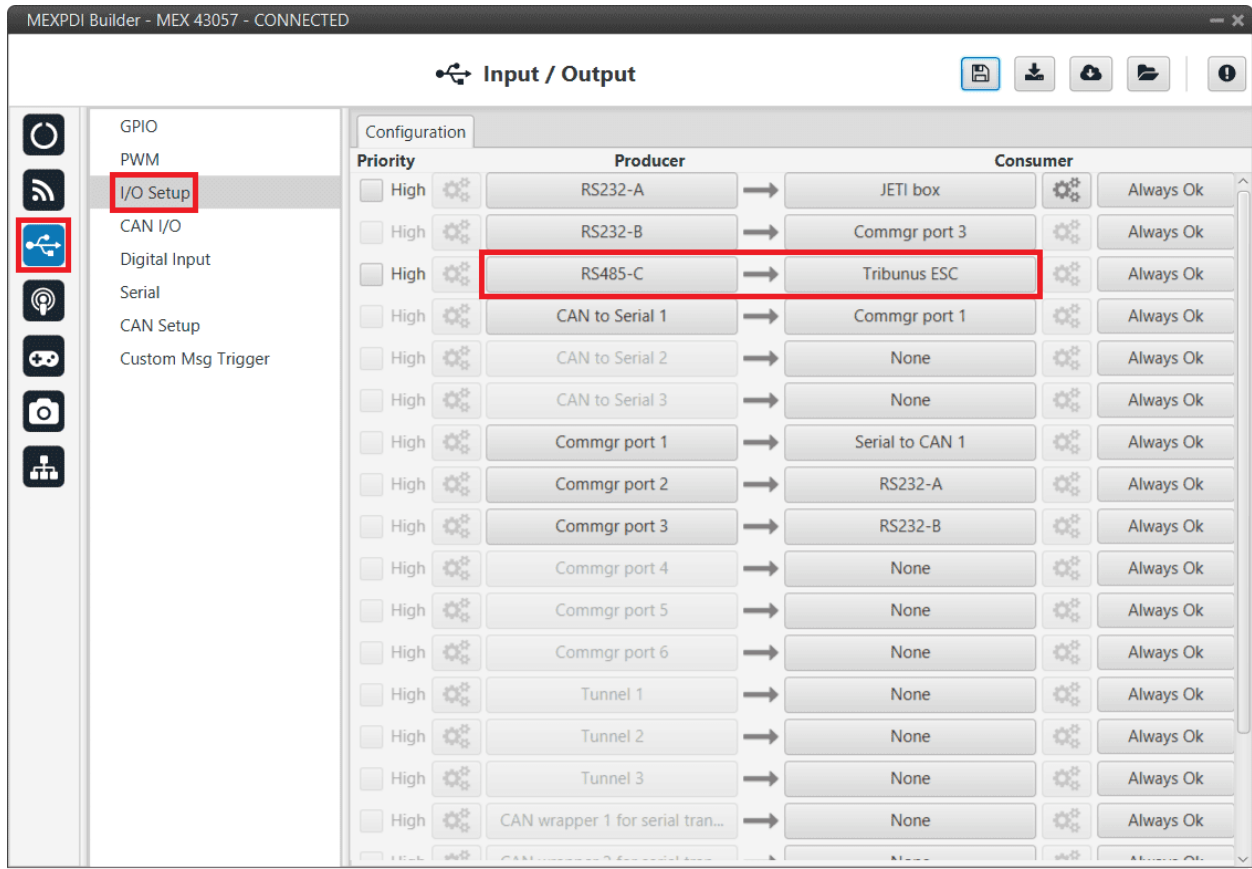 MEXPDI Builder - MEX 43057 - CONNECTED
Input / Output
GPIO
PWM
I/O Setup
CAN I/O
Digital Input
Serial
CAN Setup
Custom Msg Trigger
Configuration
Priority Producer Consumer
High RS232-A JETI box Always Ok
High RS232-B Commgr port 3 Always Ok
High RS485-C Tribunus ESC Always Ok
High CAN to Serial 1 Commgr port 1 Always Ok
High CAN to Serial 2 None Always Ok
High CAN to Serial 3 None Always Ok
High Commgr port 1 Serial to CAN 1 Always Ok
High Commgr port 2 RS232-A Always Ok
High Commgr port 3 RS232-B Always Ok
High Commgr port 4 None Always Ok
High Commgr port 5 None Always Ok
High Commgr port 6 None Always Ok
High Tunnel 1 None Always Ok
High Tunnel 2 None Always Ok
High Tunnel 3 None Always Ok
High CAN wrapper 1 for serial tran... None Always Ok